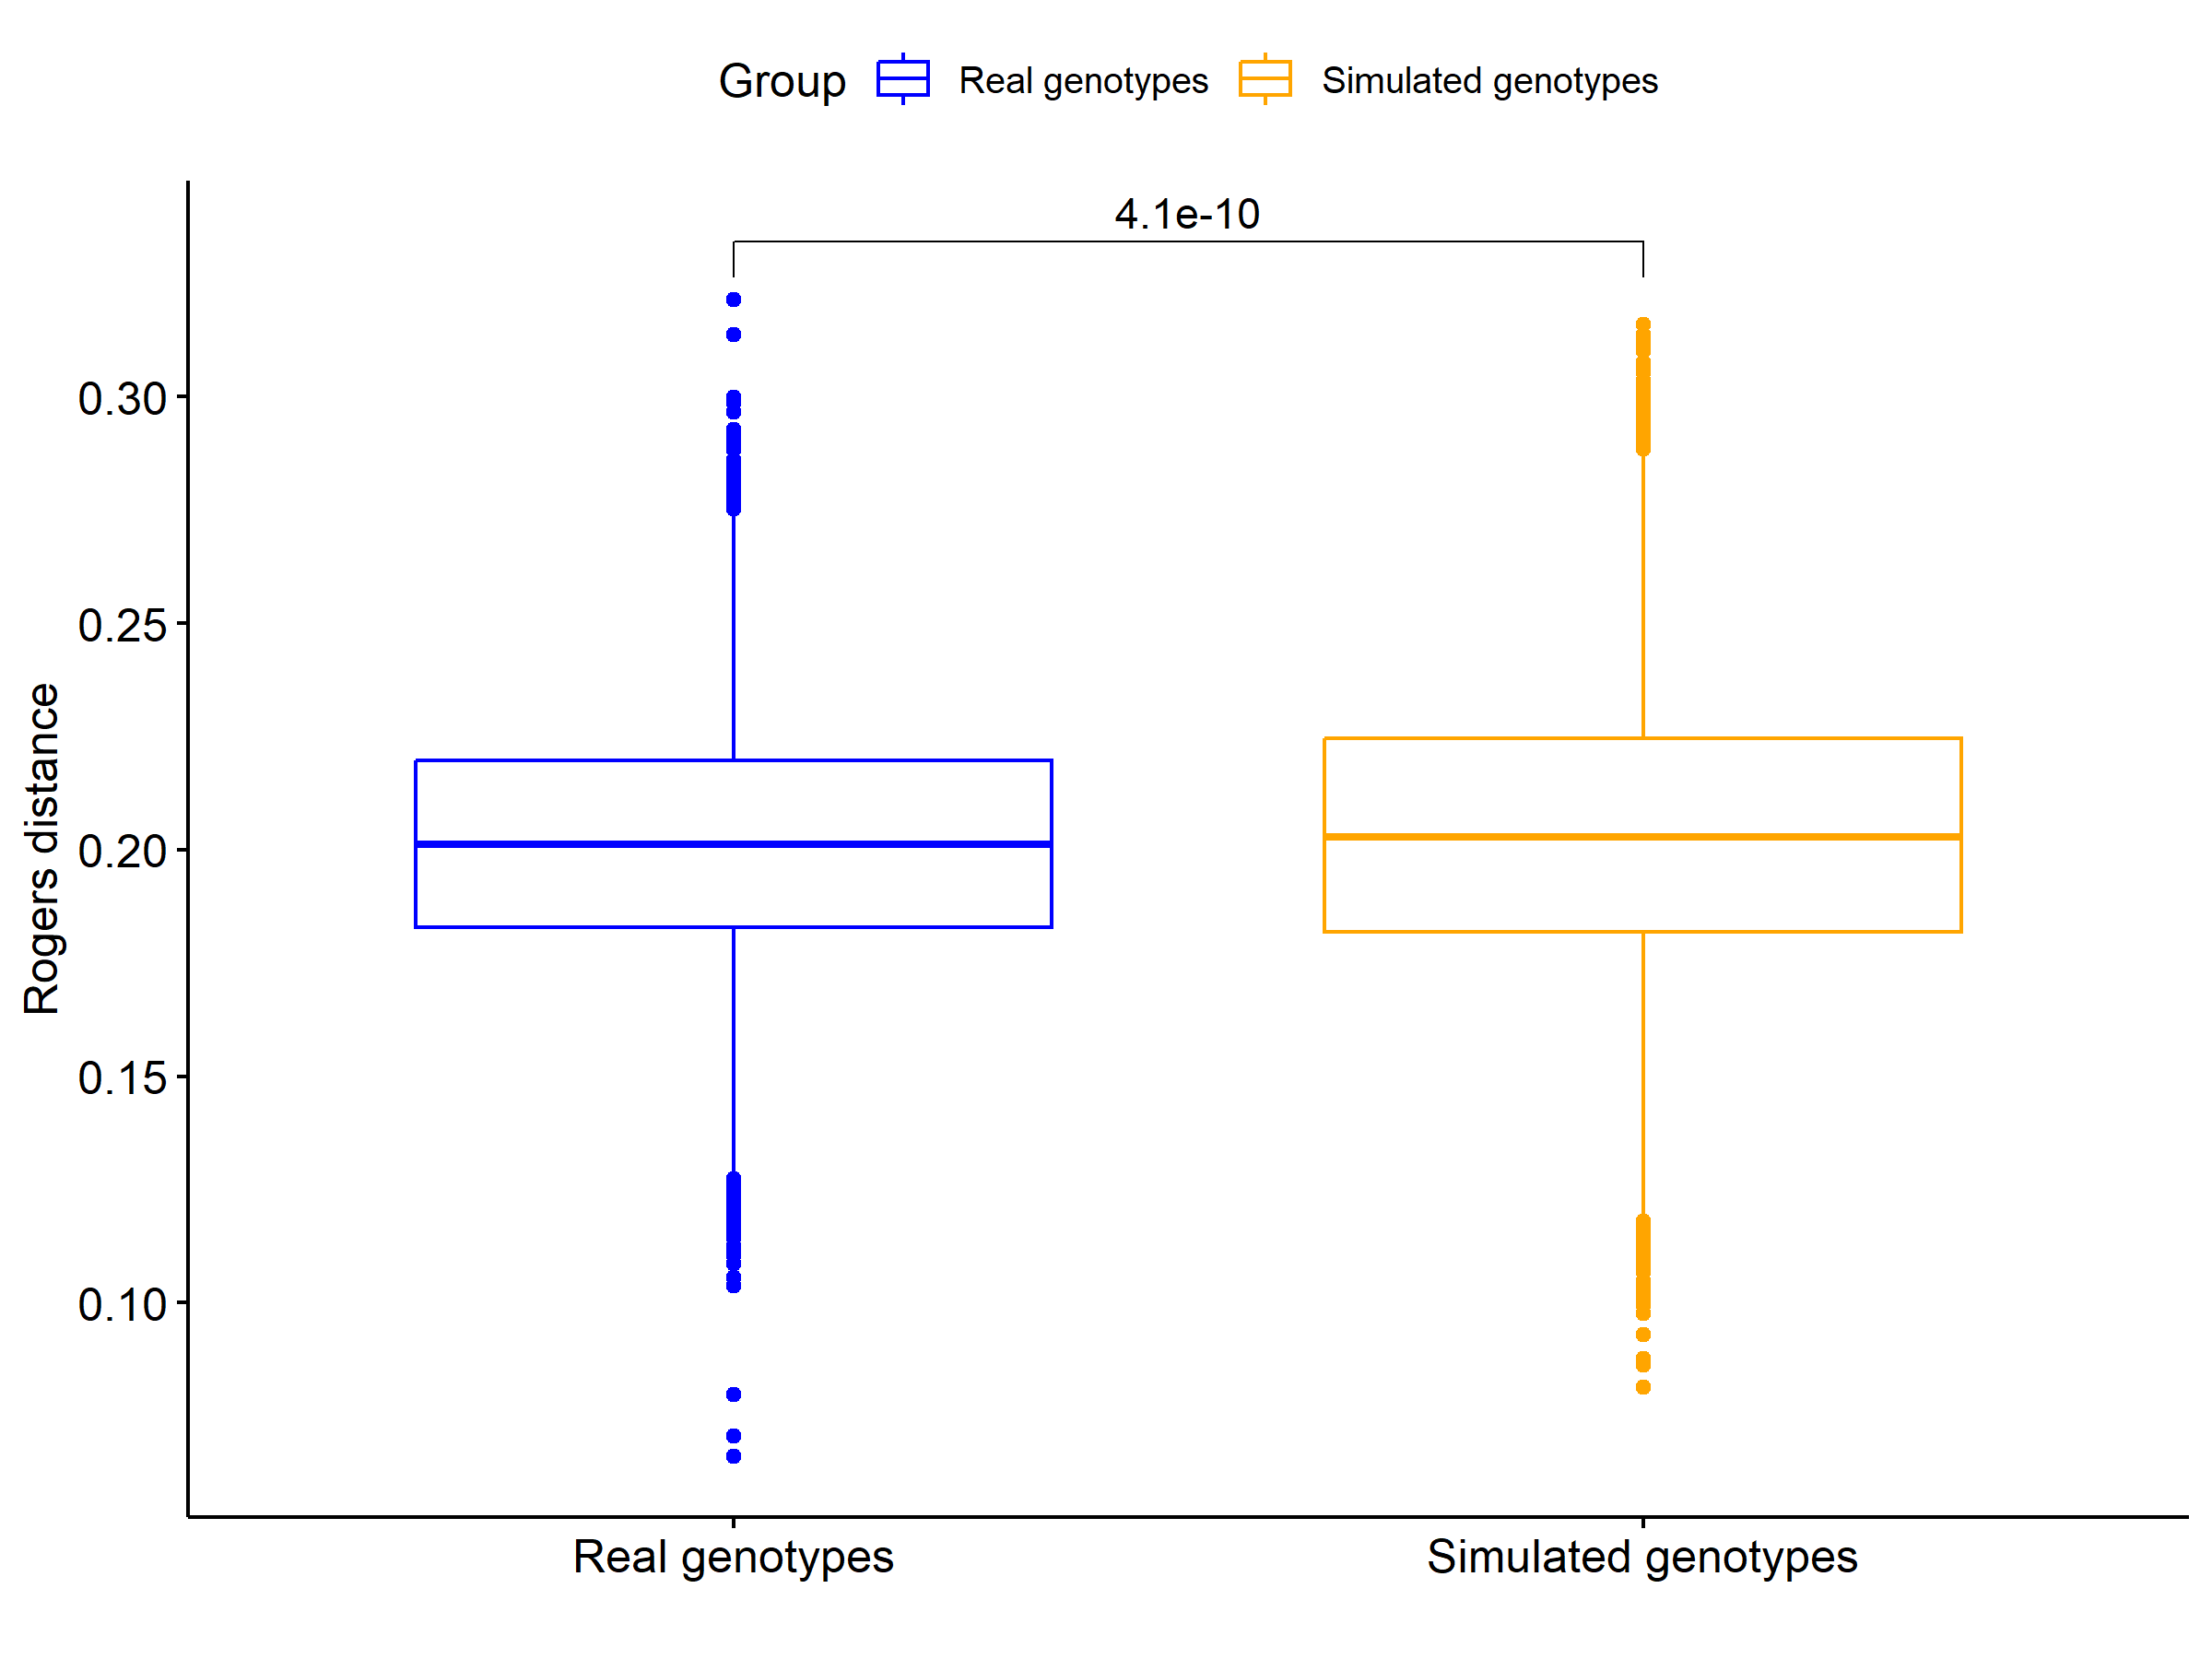 Group Real genotypes Simulated genotypes
4.1e-10
0.30
0.25
0.20
0.15
0.10
Rogers distance
Real genotypes Simulated genotypes